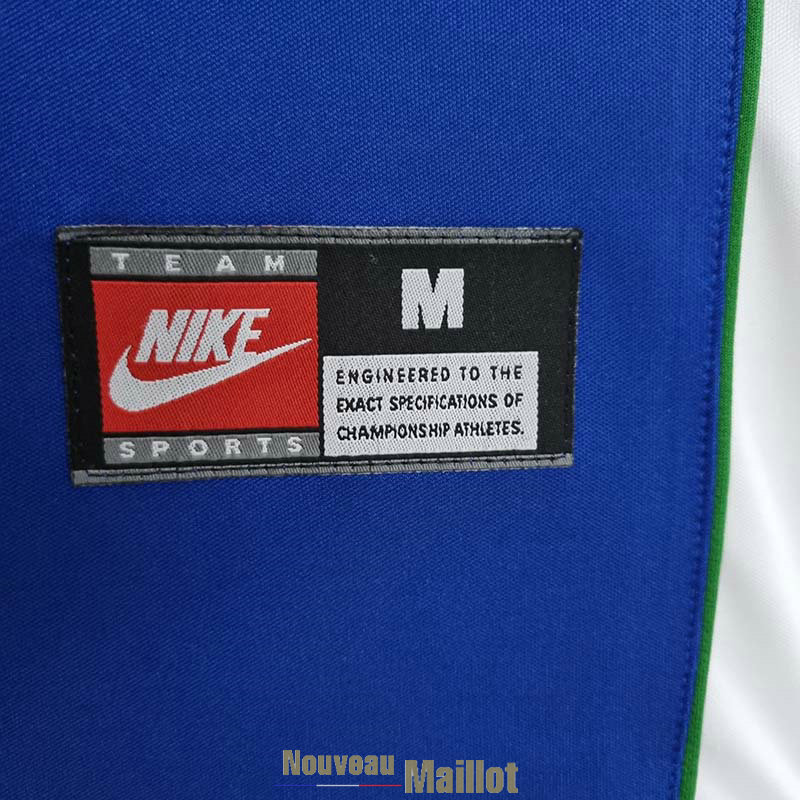 TEAM
NIKE
SPORTS
M
ENGINEERED TO THE
EXACT SPECIFICATIONS OF
CHAMPIONSHIP ATHLETES.
Nouveau Maillot